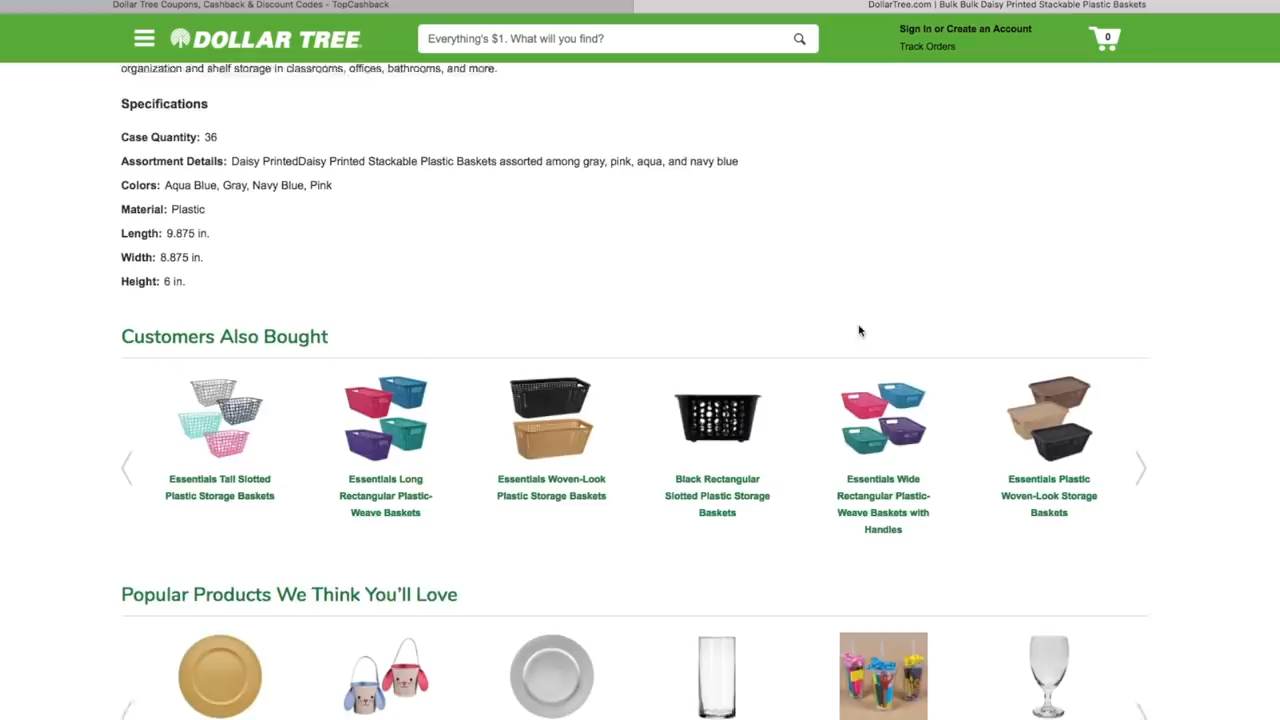 Dollar Tree Coupons, Cashback & Discount Codes - TopCashback
DollarTree.com | Bulk Bulk Daisy Printed Stackable Plastic Baskets
DOLLAR TREE
Everything's $1. What will you find?
Sign In or Create an Account
Track Orders
0
organization and shelf storage in classrooms, offices, bathrooms, and more.
Specifications
Case Quantity: 36
Assortment Details: Daisy PrintedDaisy Printed Stackable Plastic Baskets assorted among gray, pink, aqua, and navy blue
Colors: Aqua Blue, Gray, Navy Blue, Pink
Material: Plastic
Length: 9.875 in.
Width: 8.875 in.
Height: 6 in.
Customers Also Bought
Essentials Tall Slotted
Plastic Storage Baskets
Essentials Long
Rectangular Plastic-
Weave Baskets
Essentials Woven-Look
Plastic Storage Baskets
Black Rectangular
Slotted Plastic Storage
Baskets
Essentials Wide
Rectangular Plastic-
Weave Baskets with
Handles
Essentials Plastic
Woven-Look Storage
Baskets
Popular Products We Think You'll Love